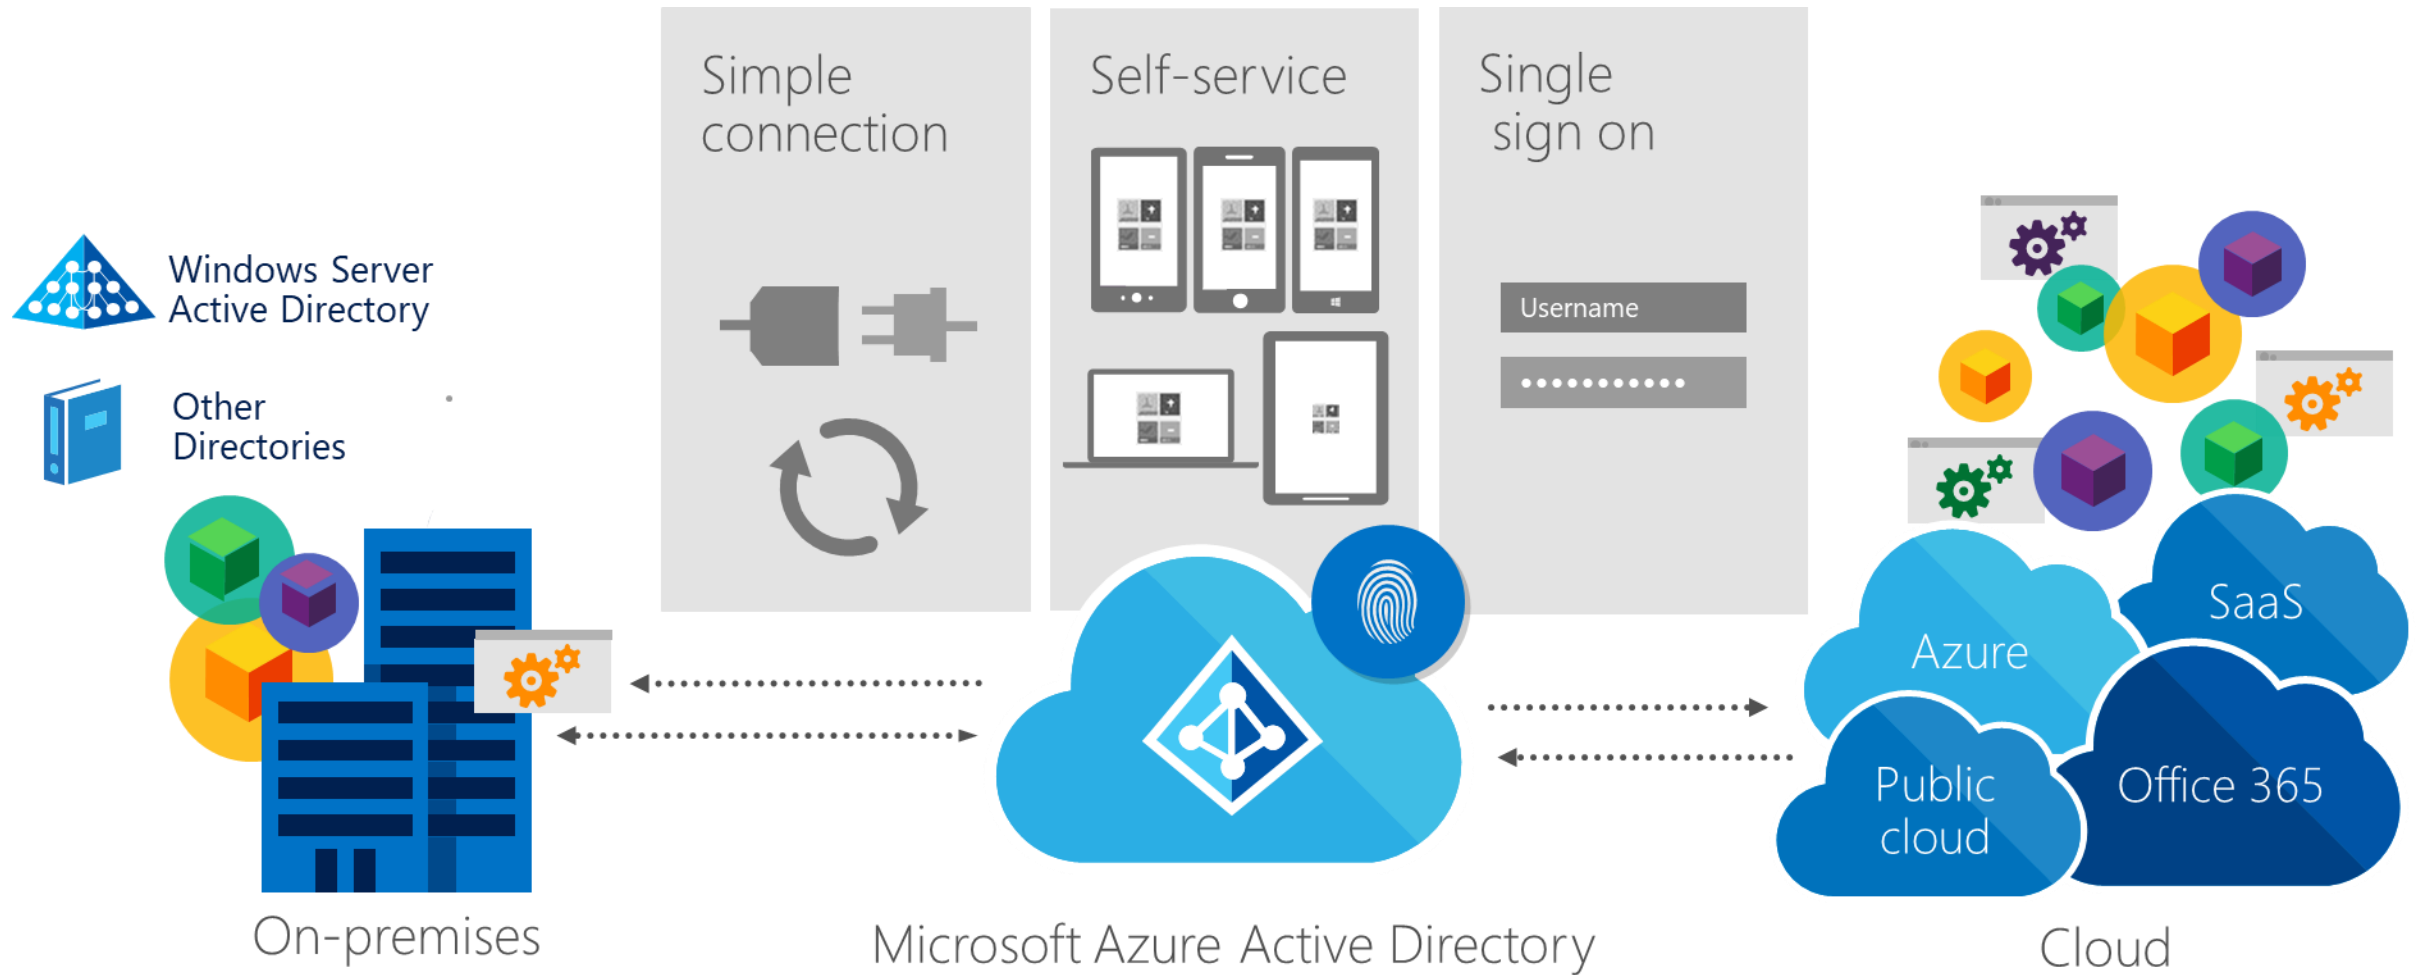 Simple
connection
Self-service
Single
sign on
Windows Server
Active Directory
Other
Directories
Username
SaaS
Azure
Public
cloud
Office 365
On-premises
Microsoft Azure Active Directory
Cloud